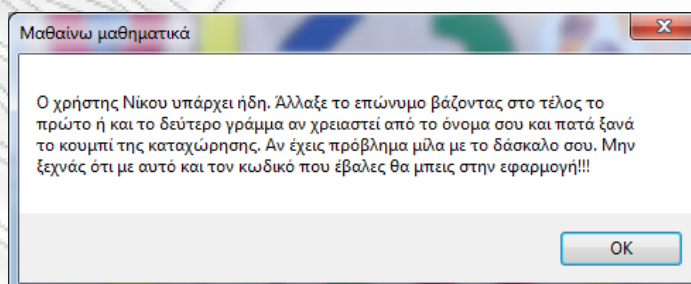 Μαθαίνω μαθηματικά
Ο χρήστης Νίκου υπάρχει ήδη. Άλλαξε το επώνυμο βάζοντας στο τέλος το
πρώτο ή και το δεύτερο γράμμα αν χρειαστεί από το όνομα σου και πατά ξανά
το κουμπί της καταχώρησης. Αν έχεις πρόβλημα μίλα με το δάσκαλο σου. Μην
ξεχνάς ότι με αυτό και τον κωδικό που έβαλες θα μπεις στην εφαρμογή!!!
OK